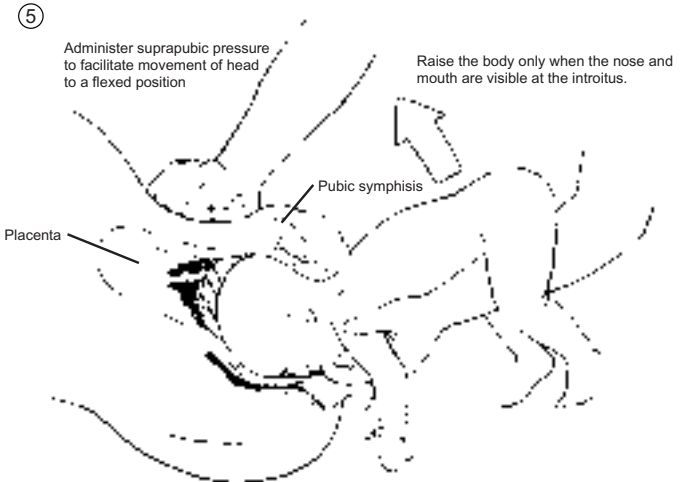 ⑤
Administer suprapubic pressure
to facilitate movement of head
to a flexed position
Raise the body only when the nose and
mouth are visible at the introitus.
Pubic symphisis
Placenta